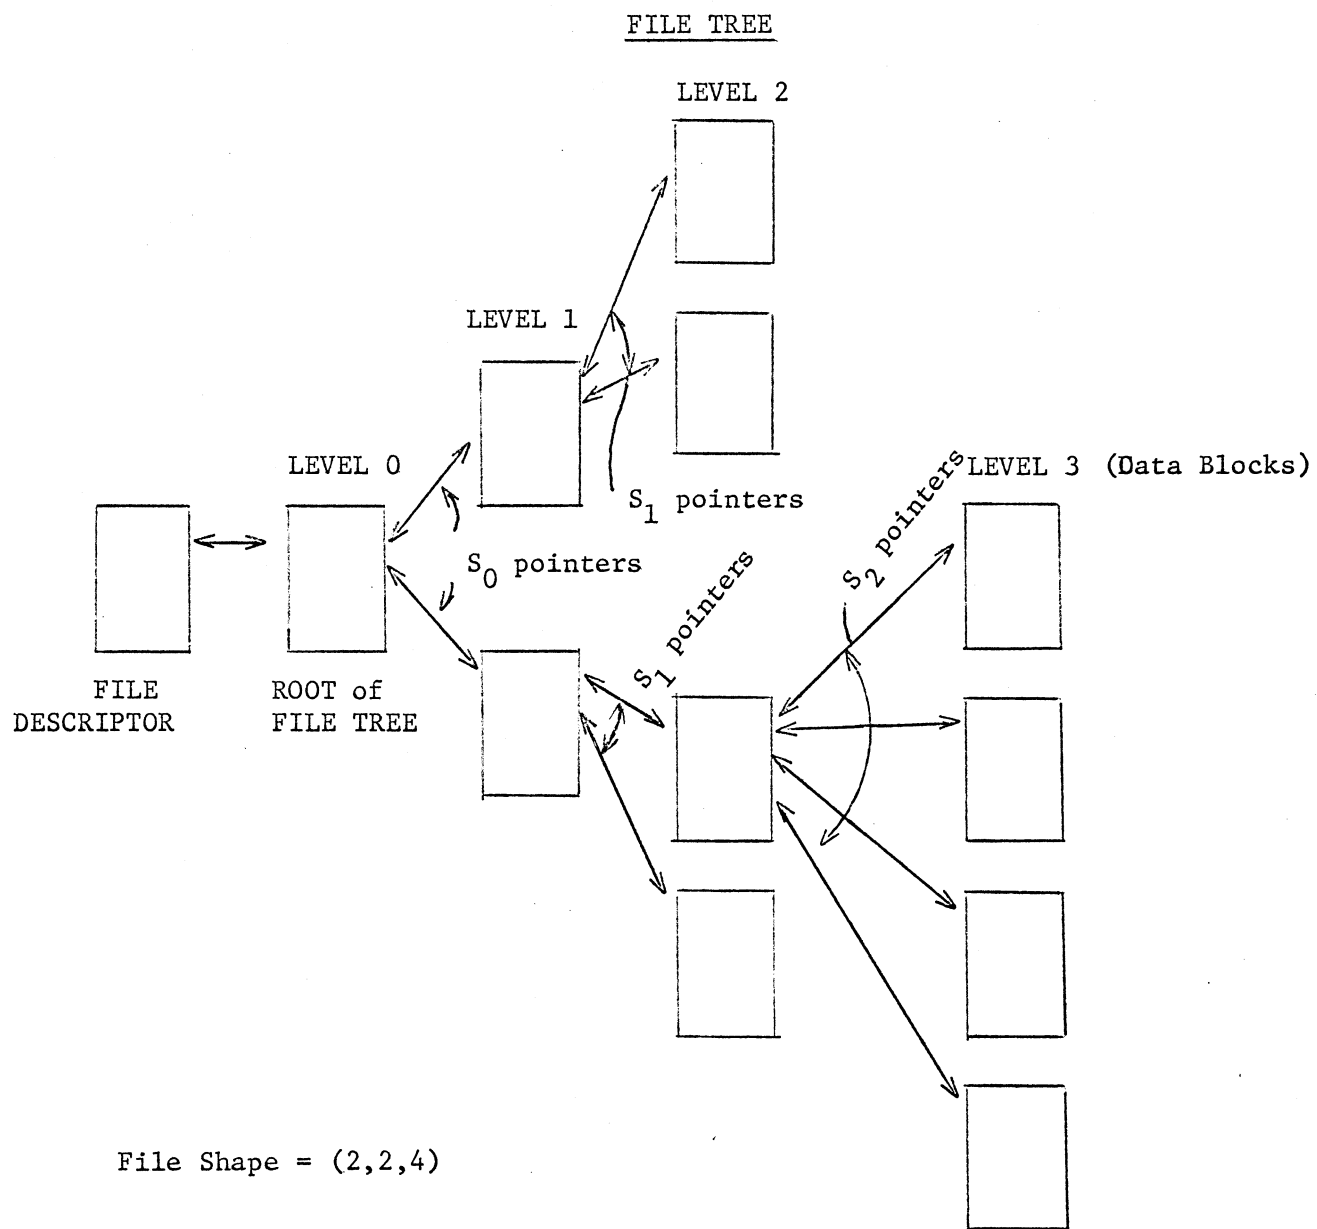 FILE TREE
LEVEL 2
LEVEL 1
LEVEL 0
S1 pointers
LEVEL 3 (Data Blocks)
S0 pointers
S1 pointers
S2 pointers
FILE
DESCRIPTOR
ROOT of
FILE TREE
File Shape = (2,2,4)